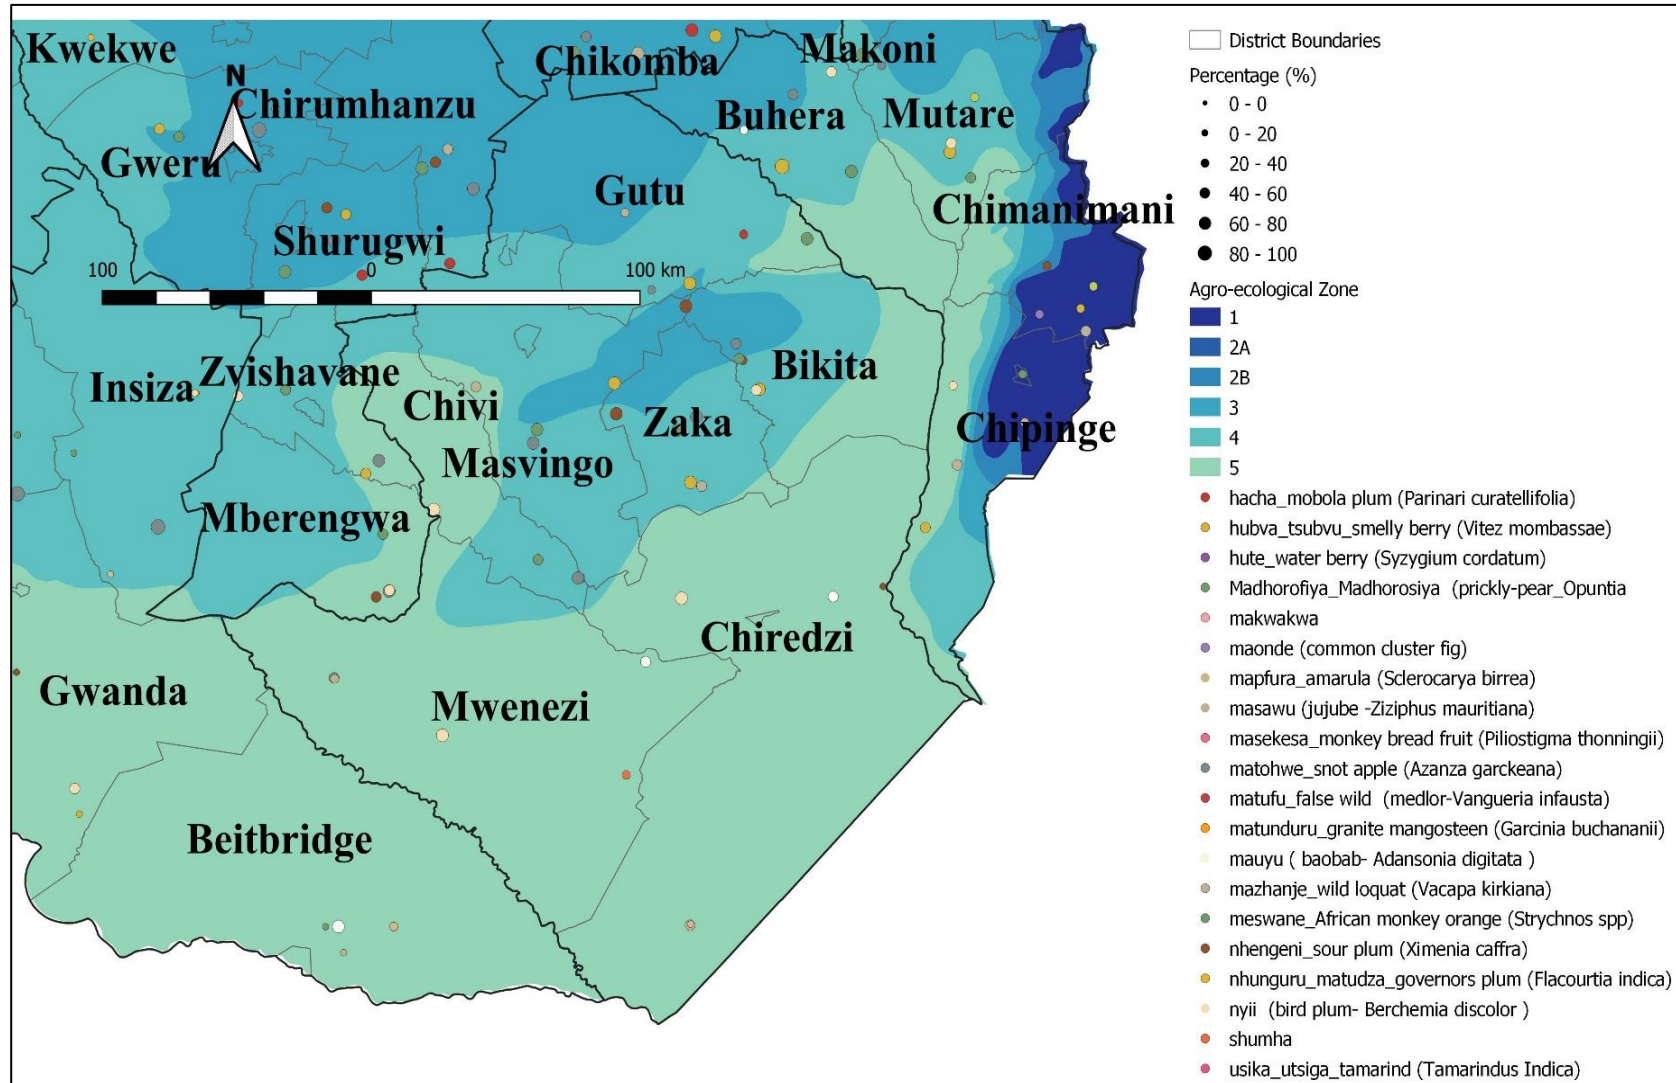 Kwekwe
Chikomba
Makoni
N
Chirumhanzu
Buhera
Mutare
Gweru
Gutu
Chimanimani
Shurugwi
100
0
100 km
Insiza
Zvishavane
Chivi
Bikita
Zaka
Chipinge
Masvingo
Mberengwa
Chiredzi
Gwanda
Mwenezi
Beitbridge
District Boundaries
Percentage (%)
0 - 0
0 - 20
20 - 40
40 - 60
60 - 80
80 - 100
Agro-ecological Zone
1
2A
2B
3
4
5
hacha_mobola plum (Parinari curatellifolia)
hubva_tsubvu_smelly berry (Vitez mombassae)
hute_water berry (Syzygium cordatum)
Madhorofiya_Madhorosiya (prickly-pear_Opuntia
makwakwa
maonde (common cluster fig)
mapfura_amarula (Sclerocarya birrea)
masawu (jujube -Ziziphus mauritiana)
masekesa_monkey bread fruit (Piliostigma thonningii)
matohwe_snot apple (Azanza garckeana)
matufu_false wild (medlor-Vangueria infausta)
matunduru_granite mangosteen (Garcinia buchananii)
mauyu ( baobab- Adansonia digitata )
mazhanje_wild loquat (Vacapa kirkiana)
meswane_African monkey orange (Strychnos spp)
nhengeni_sour plum (Ximenia caffra)
nhunguru_matudza_governors plum (Flacourtia indica)
nyii (bird plum- Berchemia discolor )
shumha
usika_utsiga_tamarind (Tamarindus Indica)